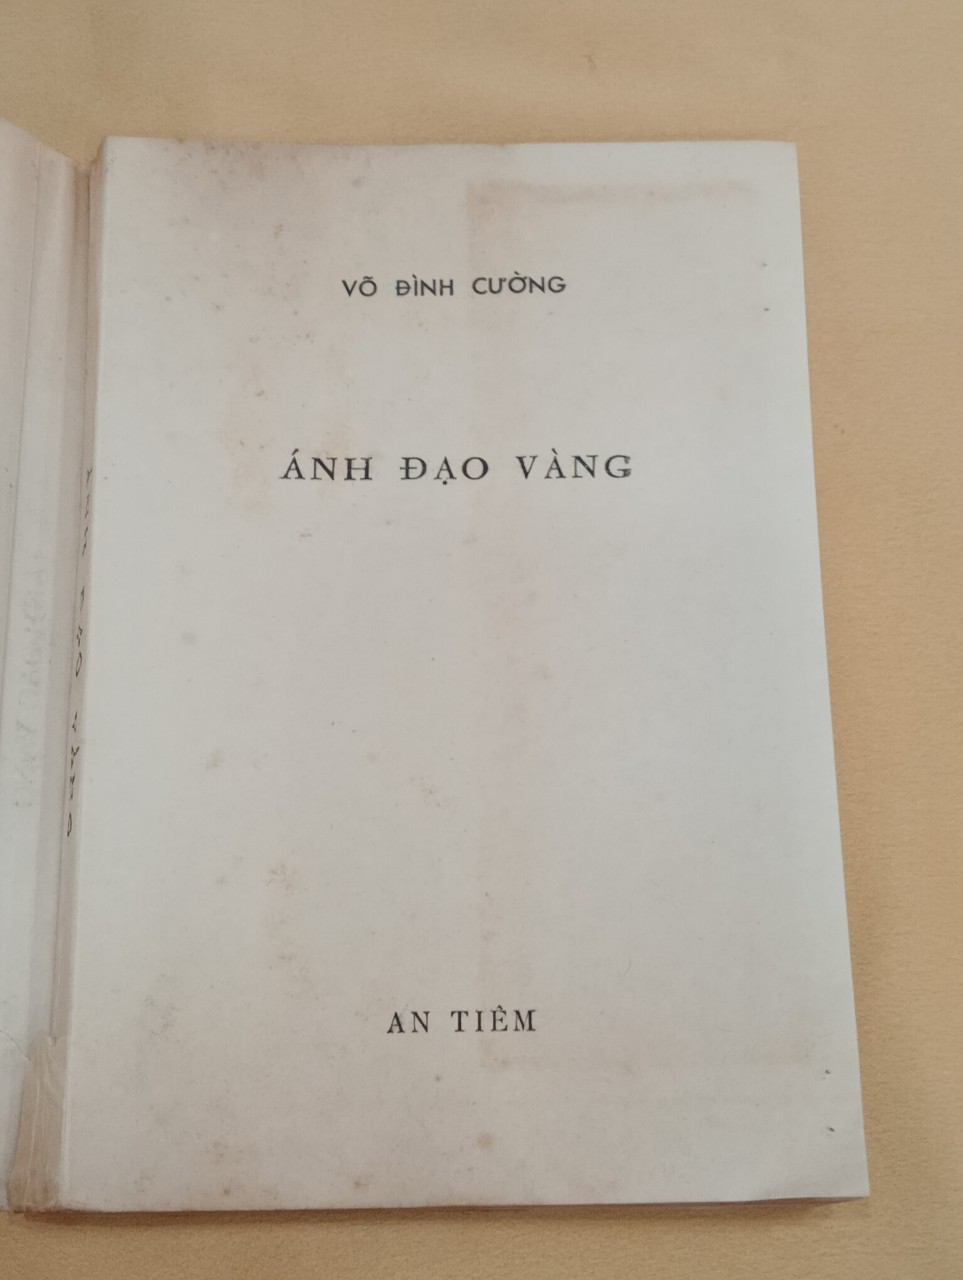 VÕ ĐÌNH CƯỜNG
ÁNH ĐẠO VÀNG
AN TIÊM